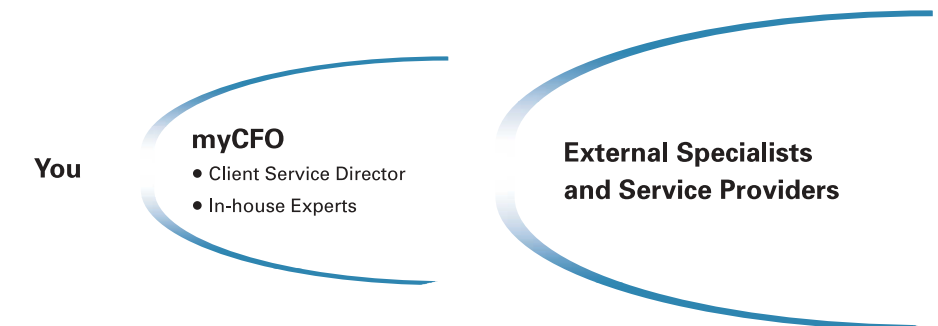 You
myCFO
• Client Service Director
• In-house Experts
External Specialists
and Service Providers